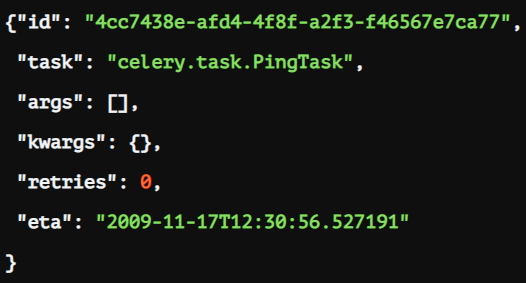 {"id": "4cc7438e-afd4-4f8f-a2f3-f46567e7ca77",
"task": "celery.task.PingTask",
"args": [],
"kwargs": {},
"retries": 0,
"eta": "2009-11-17T12:30:56.527191"
}